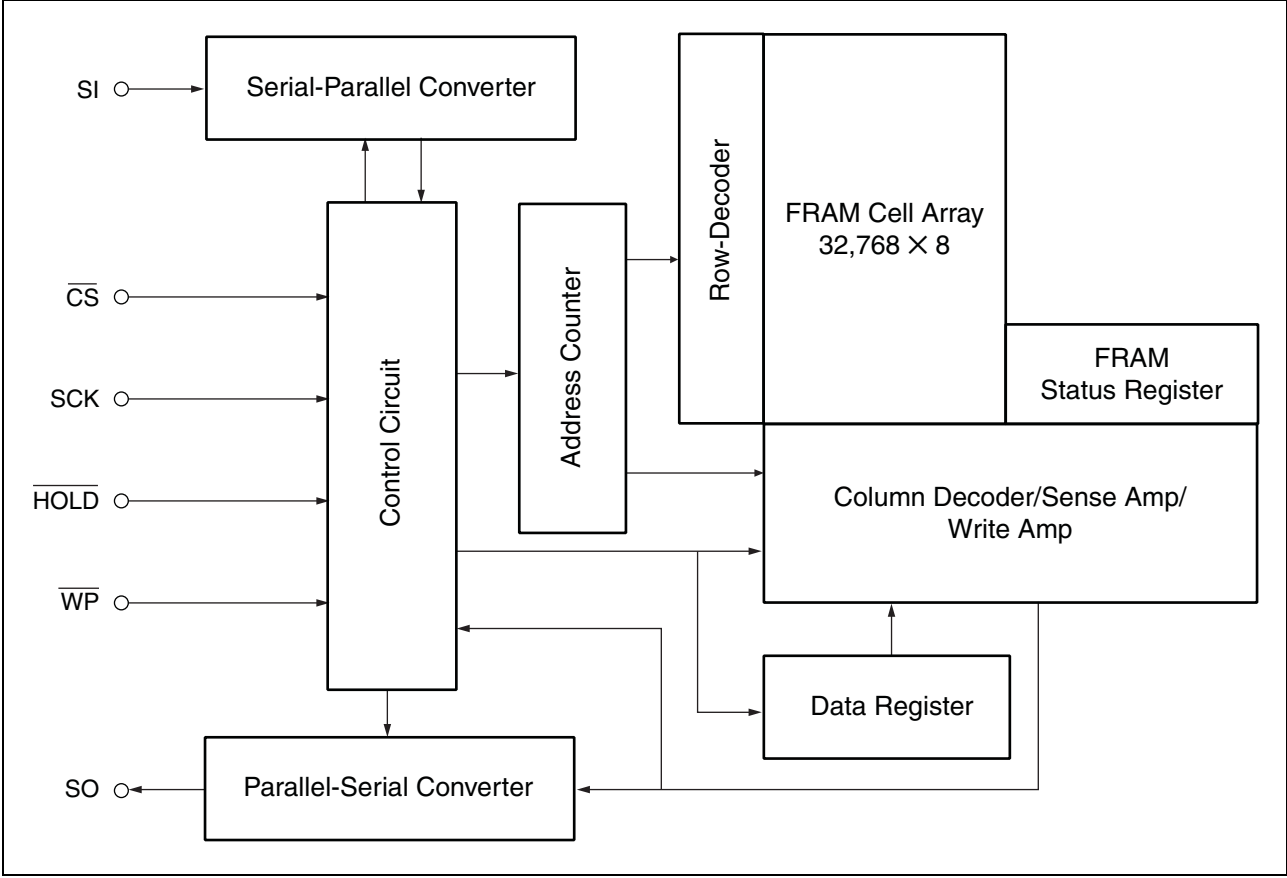 SI
Serial-Parallel Converter
Row-Decoder
FRAM Cell Array
32,768 × 8
CS
SCK
HOLD
WP
Control Circuit
Address Counter
FRAM
Status Register
Column Decoder/Sense Amp/
Write Amp
Data Register
SO
Parallel-Serial Converter